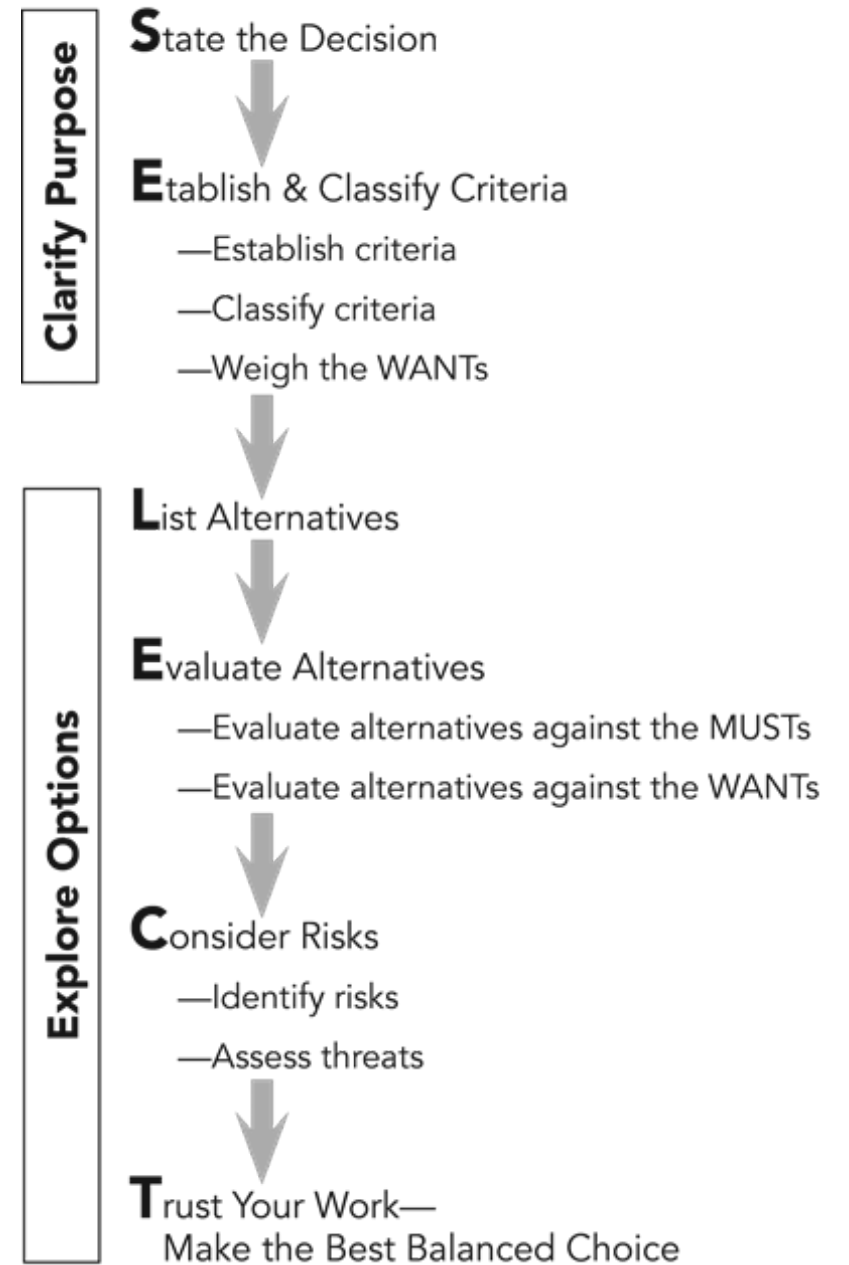 Clarify Purpose
State the Decision
Etablish & Classify Criteria
—Establish criteria
—Classify criteria
—Weigh the WANTs
Explore Options
List Alternatives
Evaluate Alternatives
—Evaluate alternatives against the MUSTs
—Evaluate alternatives against the WANTs
Consider Risks
—Identify risks
—Assess threats
Trust Your Work—
Make the Best Balanced Choice